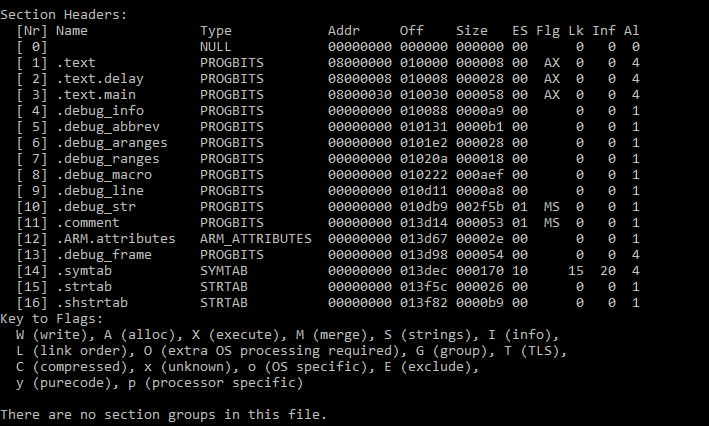 Section Headers:
  [Nr] Name              Type            Addr     Off    Size   ES Flg Lk Inf Al
  [ 0]                   NULL            00000000 000000 000000 00      0   0  0
  [ 1] .text             PROGBITS        08000000 010000 000008 00  AX  0   0  4
  [ 2] .text.delay       PROGBITS        08000008 010008 000028 00  AX  0   0  4
  [ 3] .text.main        PROGBITS        08000030 010030 000058 00  AX  0   0  4
  [ 4] .debug_info       PROGBITS        00000000 010088 0000a9 00      0   0  1
  [ 5] .debug_abbrev     PROGBITS        00000000 010131 0000b1 00      0   0  1
  [ 6] .debug_aranges    PROGBITS        00000000 0101e2 000028 00      0   0  1
  [ 7] .debug_ranges     PROGBITS        00000000 01020a 000018 00      0   0  1
  [ 8] .debug_macro      PROGBITS        00000000 010222 000aef 00      0   0  1
  [ 9] .debug_line       PROGBITS        00000000 010d11 0000a8 00      0   0  1
  [10] .debug_str        PROGBITS        00000000 010db9 002f5b 01  MS  0   0  1
  [11] .comment          PROGBITS        00000000 013d14 000053 01  MS  0   0  1
  [12] .ARM.attributes   ARM_ATTRIBUTES  00000000 013d67 00002e 00      0   0  1
  [13] .debug_frame      PROGBITS        00000000 013d98 000054 00      0   0  4
  [14] .symtab           SYMTAB          00000000 013dec 000170 10     15  20  4
  [15] .strtab           STRTAB          00000000 013f5c 000026 00      0   0  1
  [16] .shstrtab         STRTAB          00000000 013f82 0000b9 00      0   0  1
Key to Flags:
  W (write), A (alloc), X (execute), M (merge), S (strings), I (info),
  L (link order), O (extra OS processing required), G (group), T (TLS),
  C (compressed), x (unknown), o (OS specific), E (exclude),
  y (purecode), p (processor specific)

There are no section groups in this file.